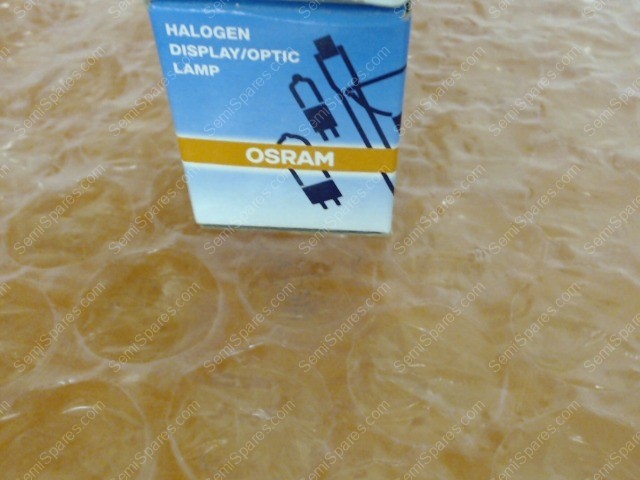 HALOGEN
DISPLAY/OPTIC
LAMP
OSRAM
SemiSpares.com